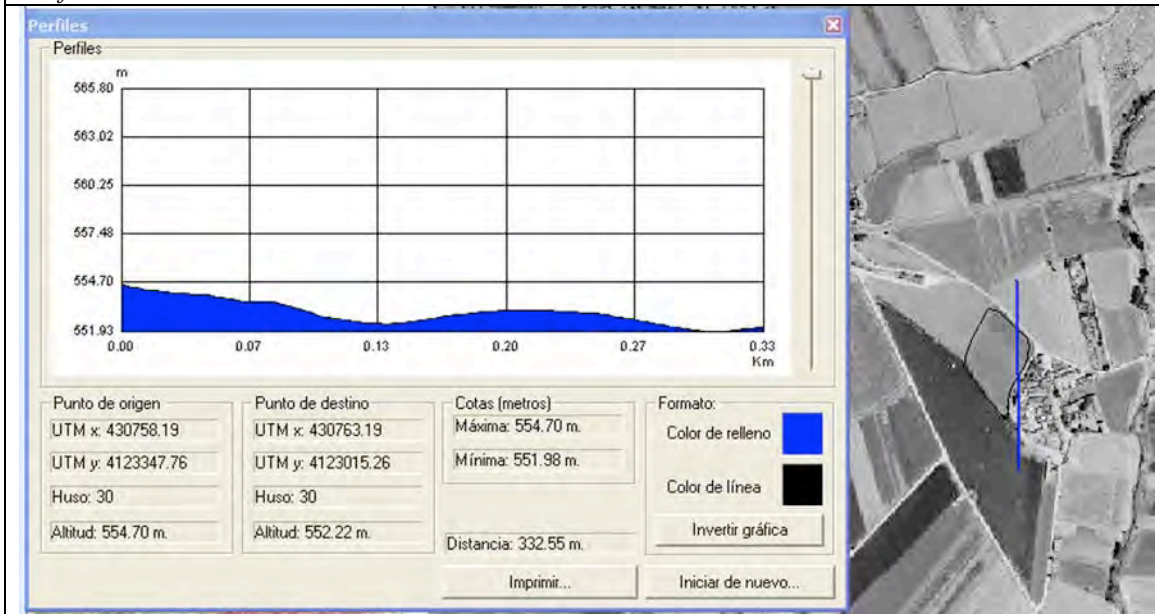 Perfiles
Perfiles
m
565.80
563.02
560.25
557.48
554.70
551.93
0.00 0.07 0.13 0.20 0.27 0.33
Km
Punto de origen
UTM x: 430758.19
UTM y: 4123347.76
Huso: 30
Altitud: 554.70 m.
Punto de destino
UTM x: 430763.19
UTM y: 4123015.26
Huso: 30
Altitud: 552.22 m.
Cotas (metros)
Máxima: 554.70 m.
Mínima: 551.98 m.
Distancia: 332.55 m.
Formato:
Color de relleno
Color de línea
Invertir gráfica
Imprimir...
Iniciar de nuevo...